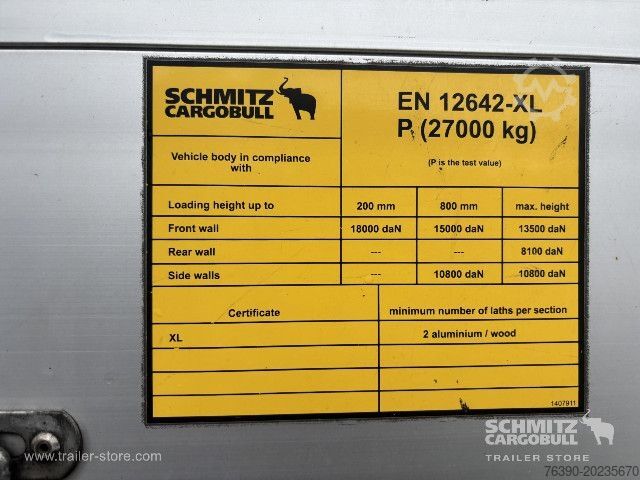 SCHMITZ
CARGOBULL
EN 12642-XL
P (27000 kg)
Vehicle body in compliance
with
(P is the test value)
Loading height up to 200 mm 800 mm max. height
Front wall 18000 daN 15000 daN 13500 daN
Rear wall --- --- 8100 daN
Side walls --- 10800 daN 10800 daN
Certificate minimum number of laths per section
XL 2 aluminium / wood
1407911
SCHMITZ
CARGOBULL
TRAILER STORE
www.trailer-store.com
76390-20235670